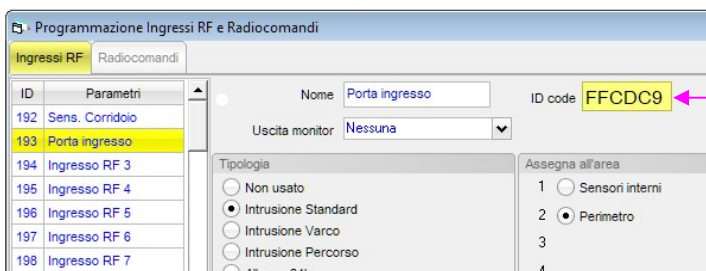 Programmazione Ingressi RF e Radiocomandi
Ingressi RF Radiocomandi
ID Parametri
192 Sens. Corridoio
193 Porta ingresso
194 Ingresso RF 3
195 Ingresso RF 4
196 Ingresso RF 5
197 Ingresso RF 6
198 Ingresso RF 7
Nome Porta ingresso
ID code FFCDC9
Uscita monitor Nessuna
Tipologia
Non usato
Intrusione Standard
Intrusione Varco
Intrusione Percorso
Assegna all'area
1 Sensori interni
2 Perimetro
3